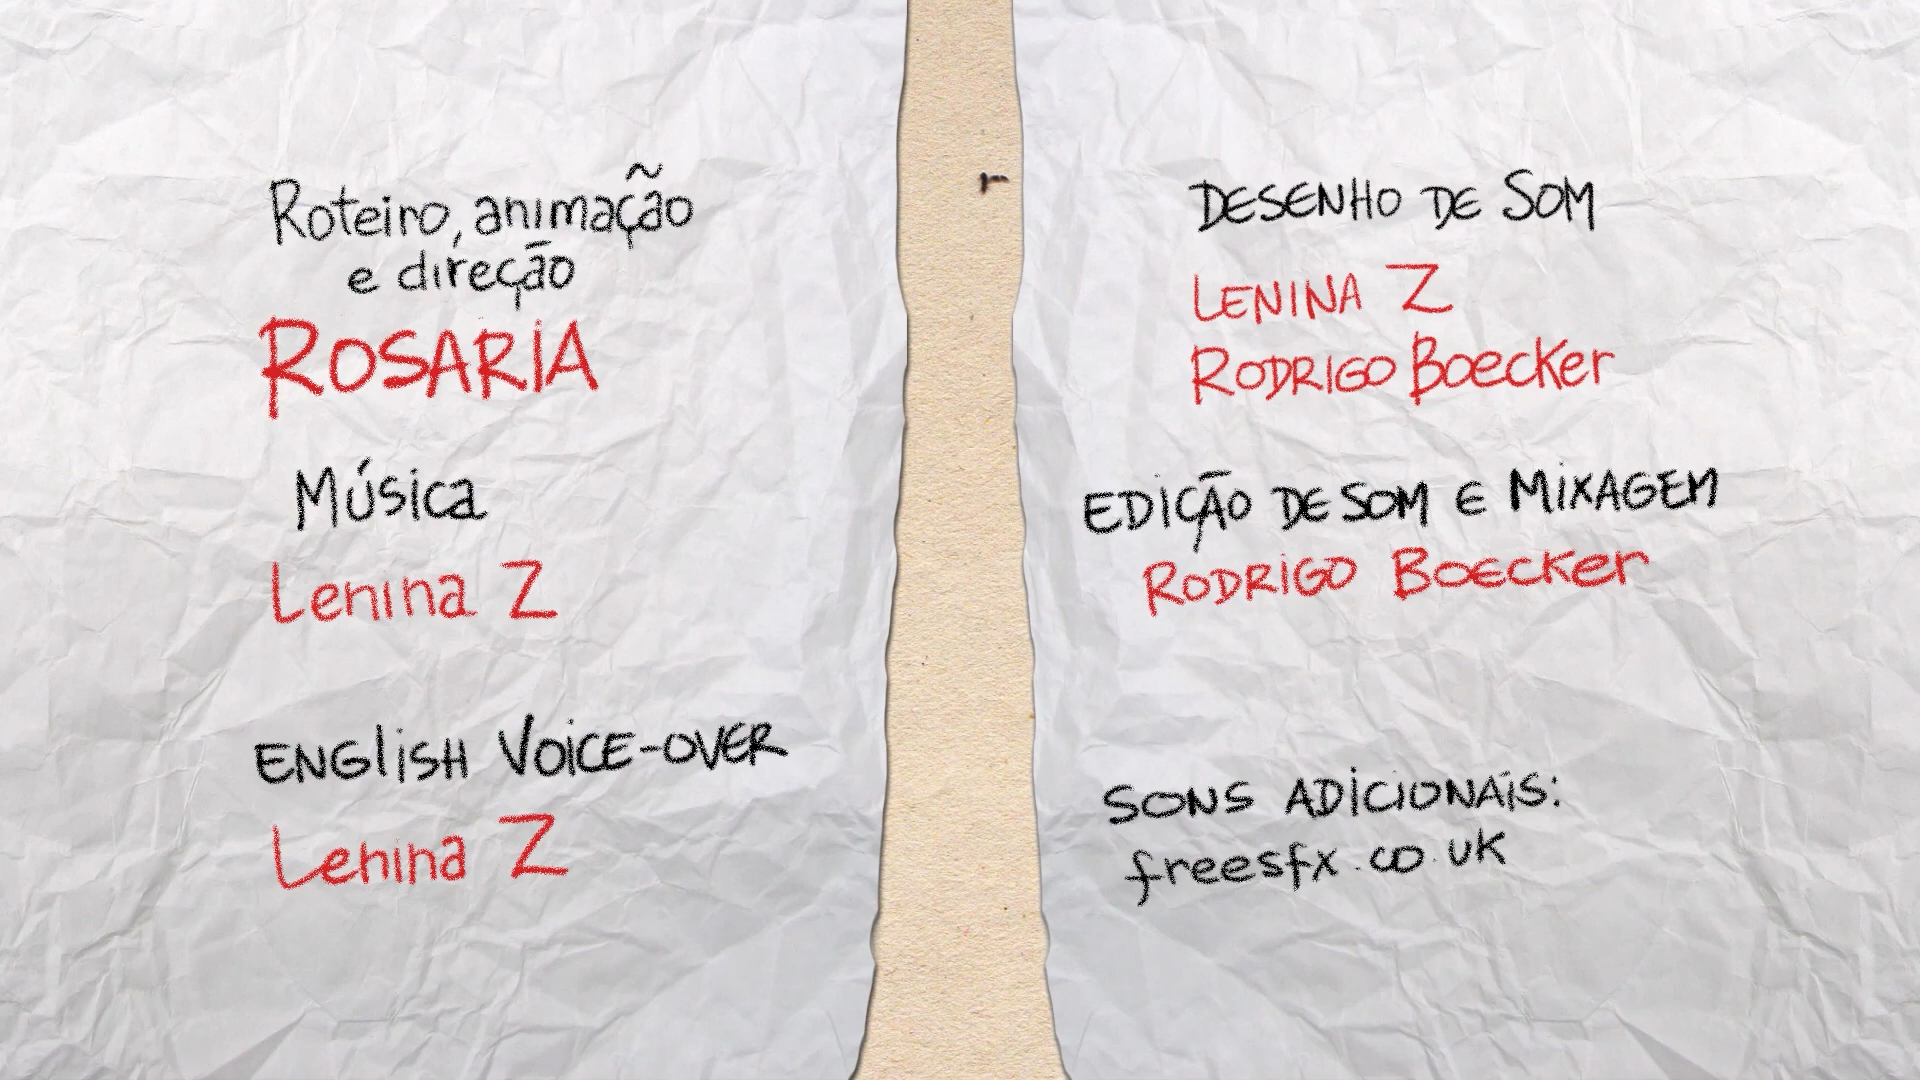 Roteiro, animação
e direção
ROSARIA
Música
Lenina Z
ENGlisH VOICE-OVER
Lenina Z
DESENHO DE SOM
LENINA Z
RODRIGO Boecker
EDIÇÃO DE SOM E MIXAGEM
RODRIGO BOECKer
SONS ADICIONAIS:
freesfx.co.uk